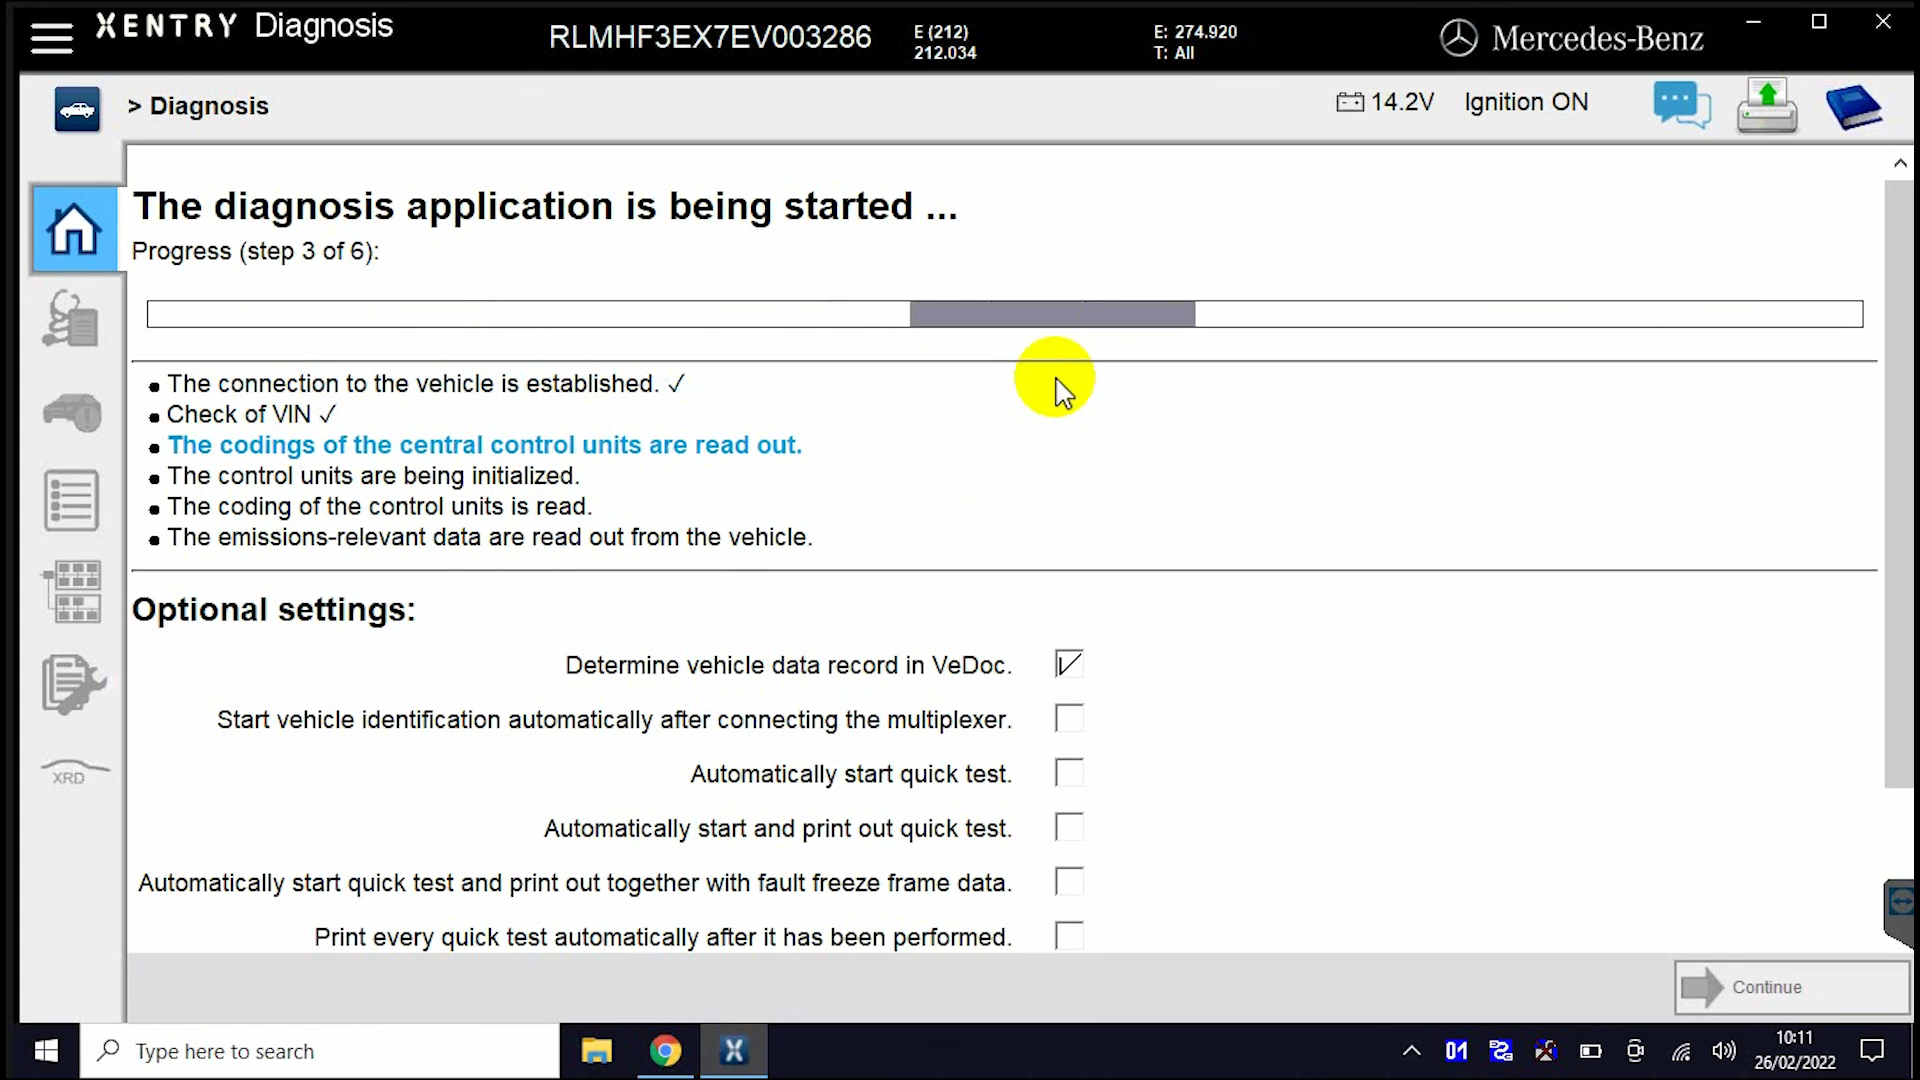 XENTRY Diagnosis
RLMHF3EX7EV003286
E (212)
212.034
E: 274.920
T: All
Mercedes-Benz
> Diagnosis
14.2V
Ignition ON
The diagnosis application is being started ...
Progress (step 3 of 6):
The connection to the vehicle is established. ✓
Check of VIN ✓
The codings of the central control units are read out.
The control units are being initialized.
The coding of the control units is read.
The emissions-relevant data are read out from the vehicle.
Optional settings:
Determine vehicle data record in VeDoc.
Start vehicle identification automatically after connecting the multiplexer.
Automatically start quick test.
Automatically start and print out quick test.
Automatically start quick test and print out together with fault freeze frame data.
Print every quick test automatically after it has been performed.
XRD
Continue
Type here to search
01
10:11
26/02/2022